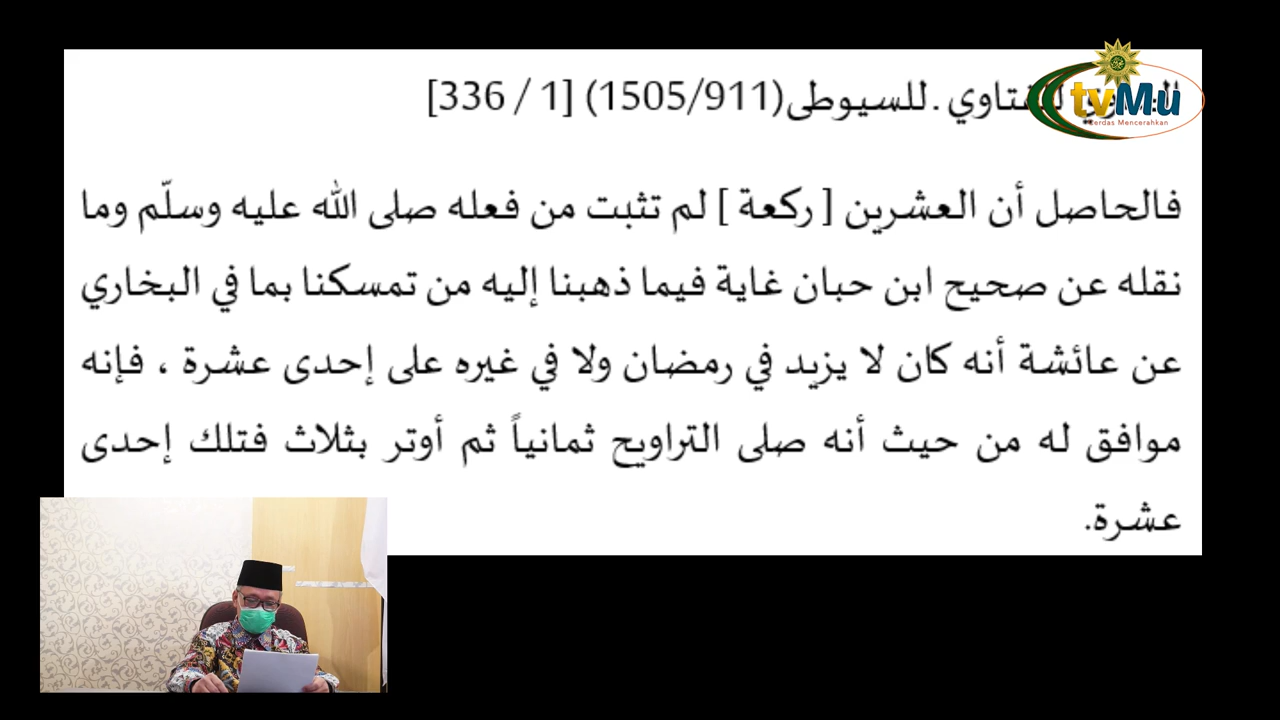 للسيوطى(1505/911) [1 / 336]
tvMu
Cerdas Mencerahkan
فالحاصل أن العشرين [ ركعة ] لم تثبت من فعله صلى الله عليه وسلّم وما
نقله عن صحيح ابن حبان غاية فيما ذهبنا إليه من تمسكنا بما في البخاري
عن عائشة أنه كان لا يزيد في رمضان ولا في غيره على إحدى عشرة ، فإنه
موافق له من حيث أنه صلى التراويح ثمانياً ثم أوتر بثلاث فتلك إحدى
عشرة.